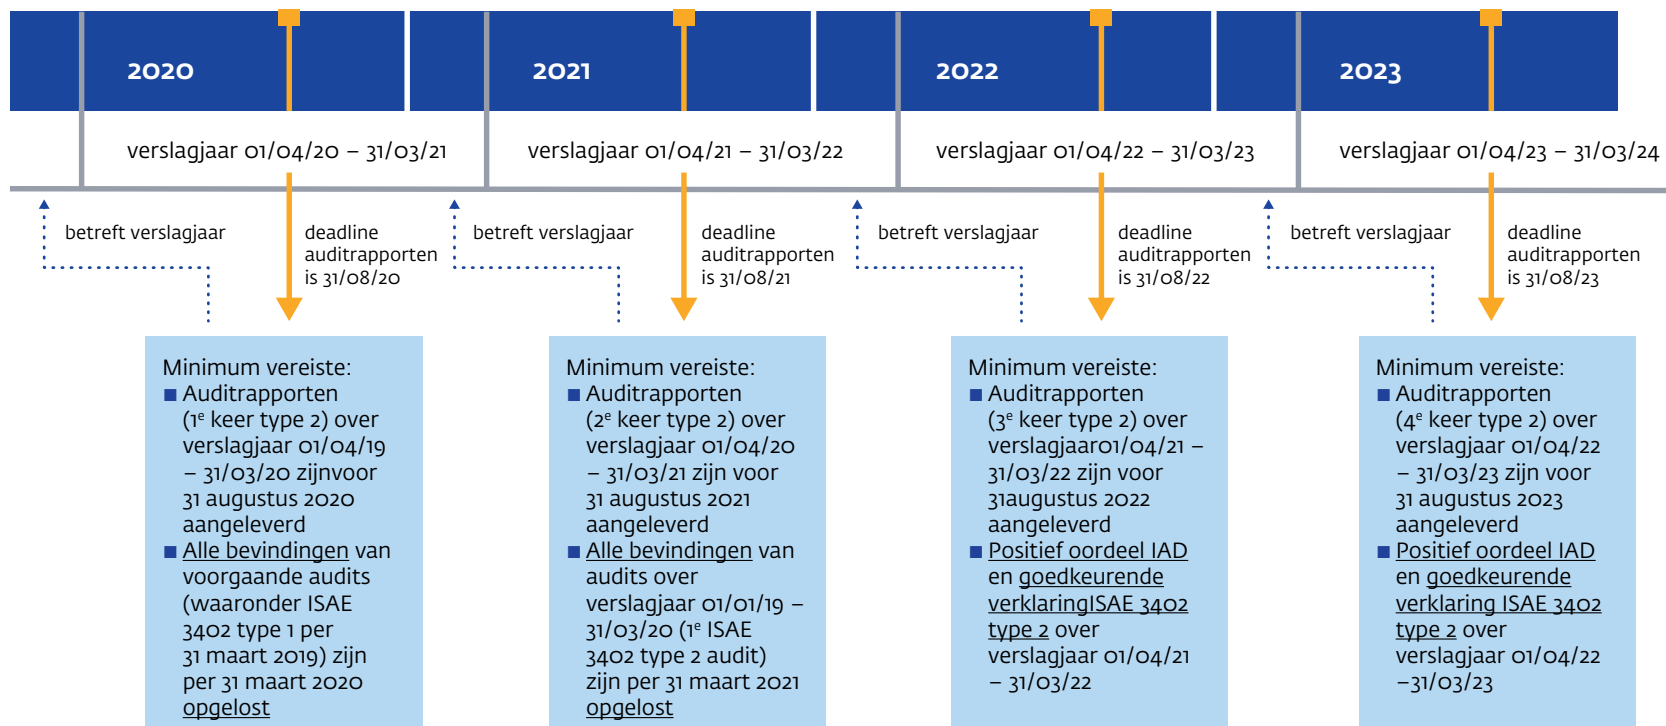 2020
2021
2022
2023
verslagjaar 01/04/20 – 31/03/21
verslagjaar 01/04/21 – 31/03/22
verslagjaar 01/04/22 – 31/03/23
verslagjaar 01/04/23 – 31/03/24
betreft verslagjaar
deadline
auditrapporten
is 31/08/20
betreft verslagjaar
deadline
auditrapporten
is 31/08/21
betreft verslagjaar
deadline
auditrapporten
is 31/08/22
betreft verslagjaar
deadline
auditrapporten
is 31/08/23
Minimum vereiste:
■ Auditrapporten
(1e keer type 2) over
verslagjaar 01/04/19
– 31/03/20 zijnvoor
31 augustus 2020
aangeleverd
■ Alle bevindingen van
voorgaande audits
(waaronder ISAE
3402 type 1 per
31 maart 2019) zijn
per 31 maart 2020
opgelost
Minimum vereiste:
■ Auditrapporten
(2e keer type 2) over
verslagjaar 01/04/20
– 31/03/21 zijn voor
31 augustus 2021
aangeleverd
■ Alle bevindingen van
audits over
verslagjaar 01/01/19 –
31/03/20 (1e ISAE
3402 type 2 audit)
zijn per 31 maart 2021
opgelost
Minimum vereiste:
■ Auditrapporten
(3e keer type 2) over
verslagjaar01/04/21 –
31/03/22 zijn voor
31augustus 2022
aangeleverd
■ Positief oordeel IAD
en goedkeurende
verklaringISAE 3402
type 2 over
verslagjaar 01/04/21
– 31/03/22
Minimum vereiste:
■ Auditrapporten
(4e keer type 2) over
verslagjaar 01/04/22
– 31/03/23 zijn voor
31 augustus 2023
aangeleverd
■ Positief oordeel IAD
en goedkeurende
verklaring ISAE 3402
type 2 over
verslagjaar 01/04/22
–31/03/23